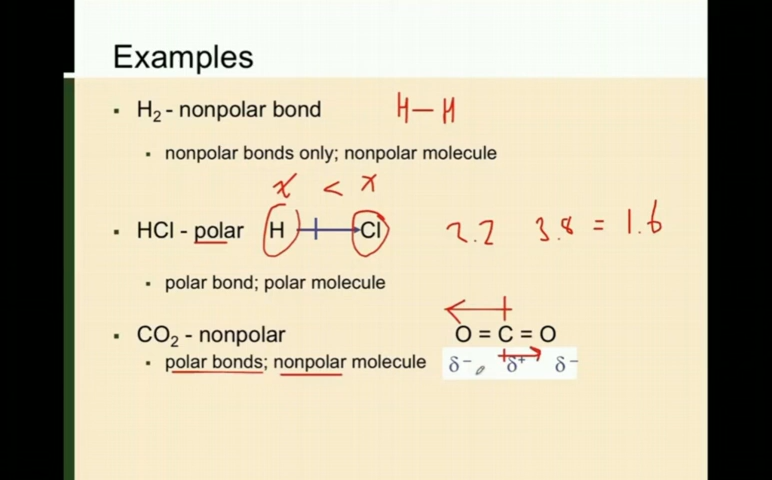 Examples
▪ H₂ - nonpolar bond H—H
▪ nonpolar bonds only; nonpolar molecule
x < x
▪ HCl - polar H Cl 2.2 3.8 = 1.6
▪ polar bond; polar molecule
▪ CO₂ - nonpolar O = C = O
▪ polar bonds; nonpolar molecule δ⁻ δ⁺ δ⁻